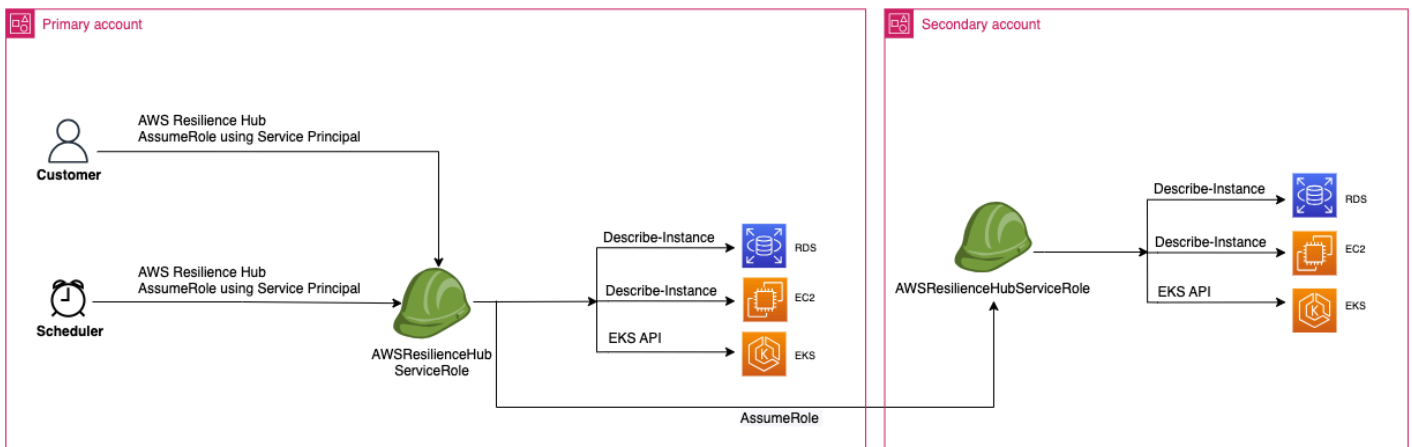 Primary account
AWS Resilience Hub
AssumeRole using Service Principal
Customer
AWS Resilience Hub
AssumeRole using Service Principal
Scheduler
AWSResilienceHub
ServiceRole
Describe-Instance
RDS
Describe-Instance
EC2
EKS API
EKS
K
AssumeRole
Secondary account
AWSResilienceHubServiceRole
Describe-Instance
RDS
Describe-Instance
EC2
EKS API
EKS
K